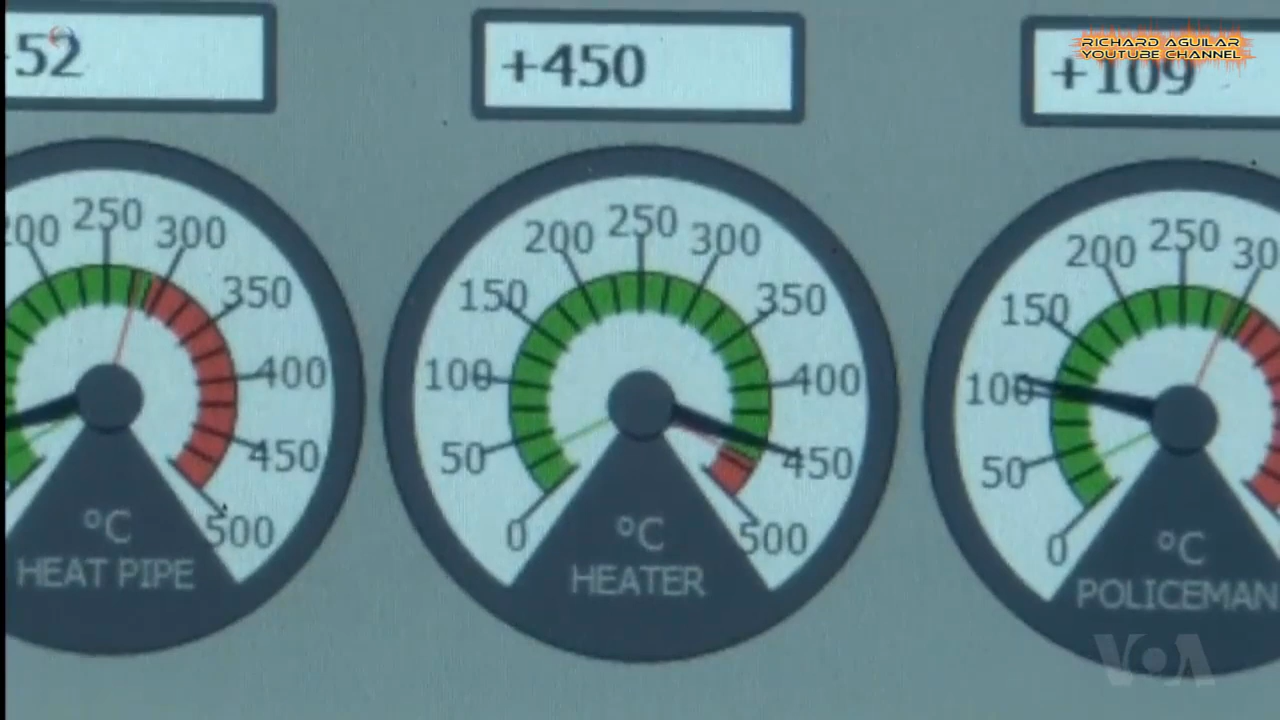 52
+450
+109
RICHARD AGUILAR
YOUTUBE CHANNEL
200 250 300 350 400 450 500
°C
HEAT PIPE
0 50 100 150 200 250 300 350 400 450 500
°C
HEATER
0 50 100 150 200 250
°C
POLICEMAN
VOA